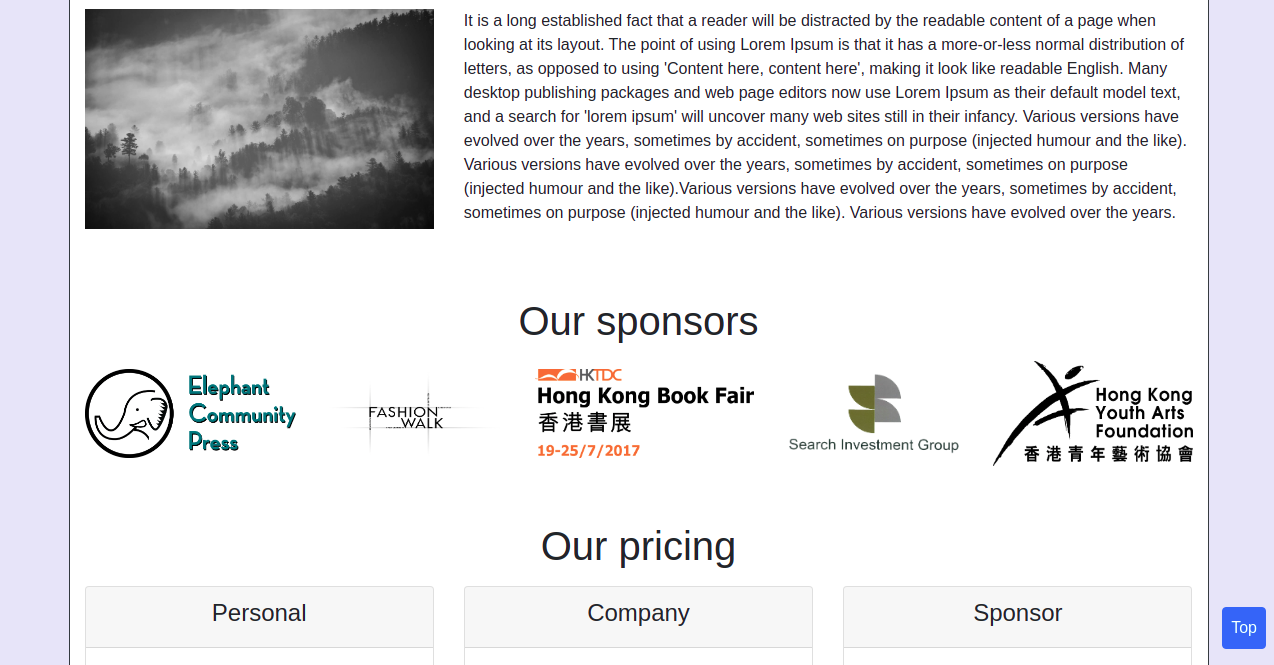 It is a long established fact that a reader will be distracted by the readable content of a page when
looking at its layout. The point of using Lorem Ipsum is that it has a more-or-less normal distribution of
letters, as opposed to using 'Content here, content here', making it look like readable English. Many
desktop publishing packages and web page editors now use Lorem Ipsum as their default model text,
and a search for 'lorem ipsum' will uncover many web sites still in their infancy. Various versions have
evolved over the years, sometimes by accident, sometimes on purpose (injected humour and the like).
Various versions have evolved over the years, sometimes by accident, sometimes on purpose
(injected humour and the like).Various versions have evolved over the years, sometimes by accident,
sometimes on purpose (injected humour and the like). Various versions have evolved over the years.
Our sponsors
Elephant
Community
Press
FASHION
WALK
HKTDC
Hong Kong Book Fair
香港書展
19-25/7/2017
Search Investment Group
Hong Kong
Youth Arts
Foundation
香港青年藝術協會
Our pricing
Personal
Company
Sponsor
Top